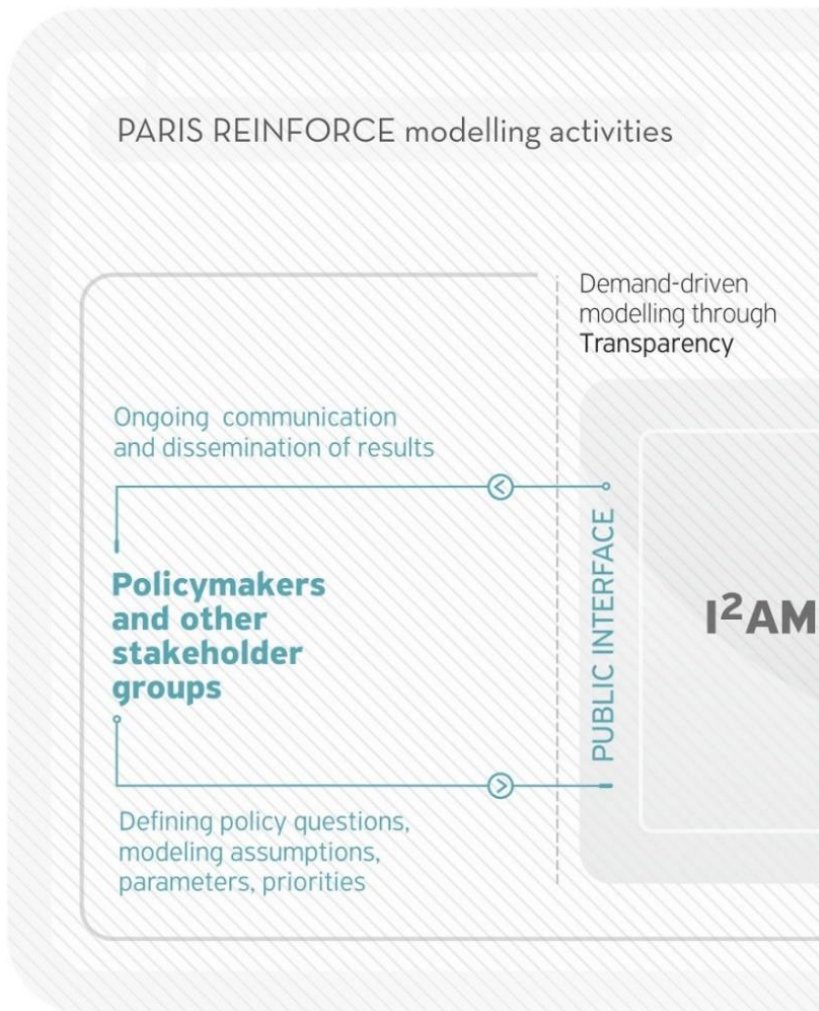 PARIS REINFORCE modelling activities
Demand-driven
modelling through
Transparency
Ongoing communication
and dissemination of results
Policymakers
and other
stakeholder
groups
PUBLIC INTERFACE
I²AM
Defining policy questions,
modeling assumptions,
parameters, priorities